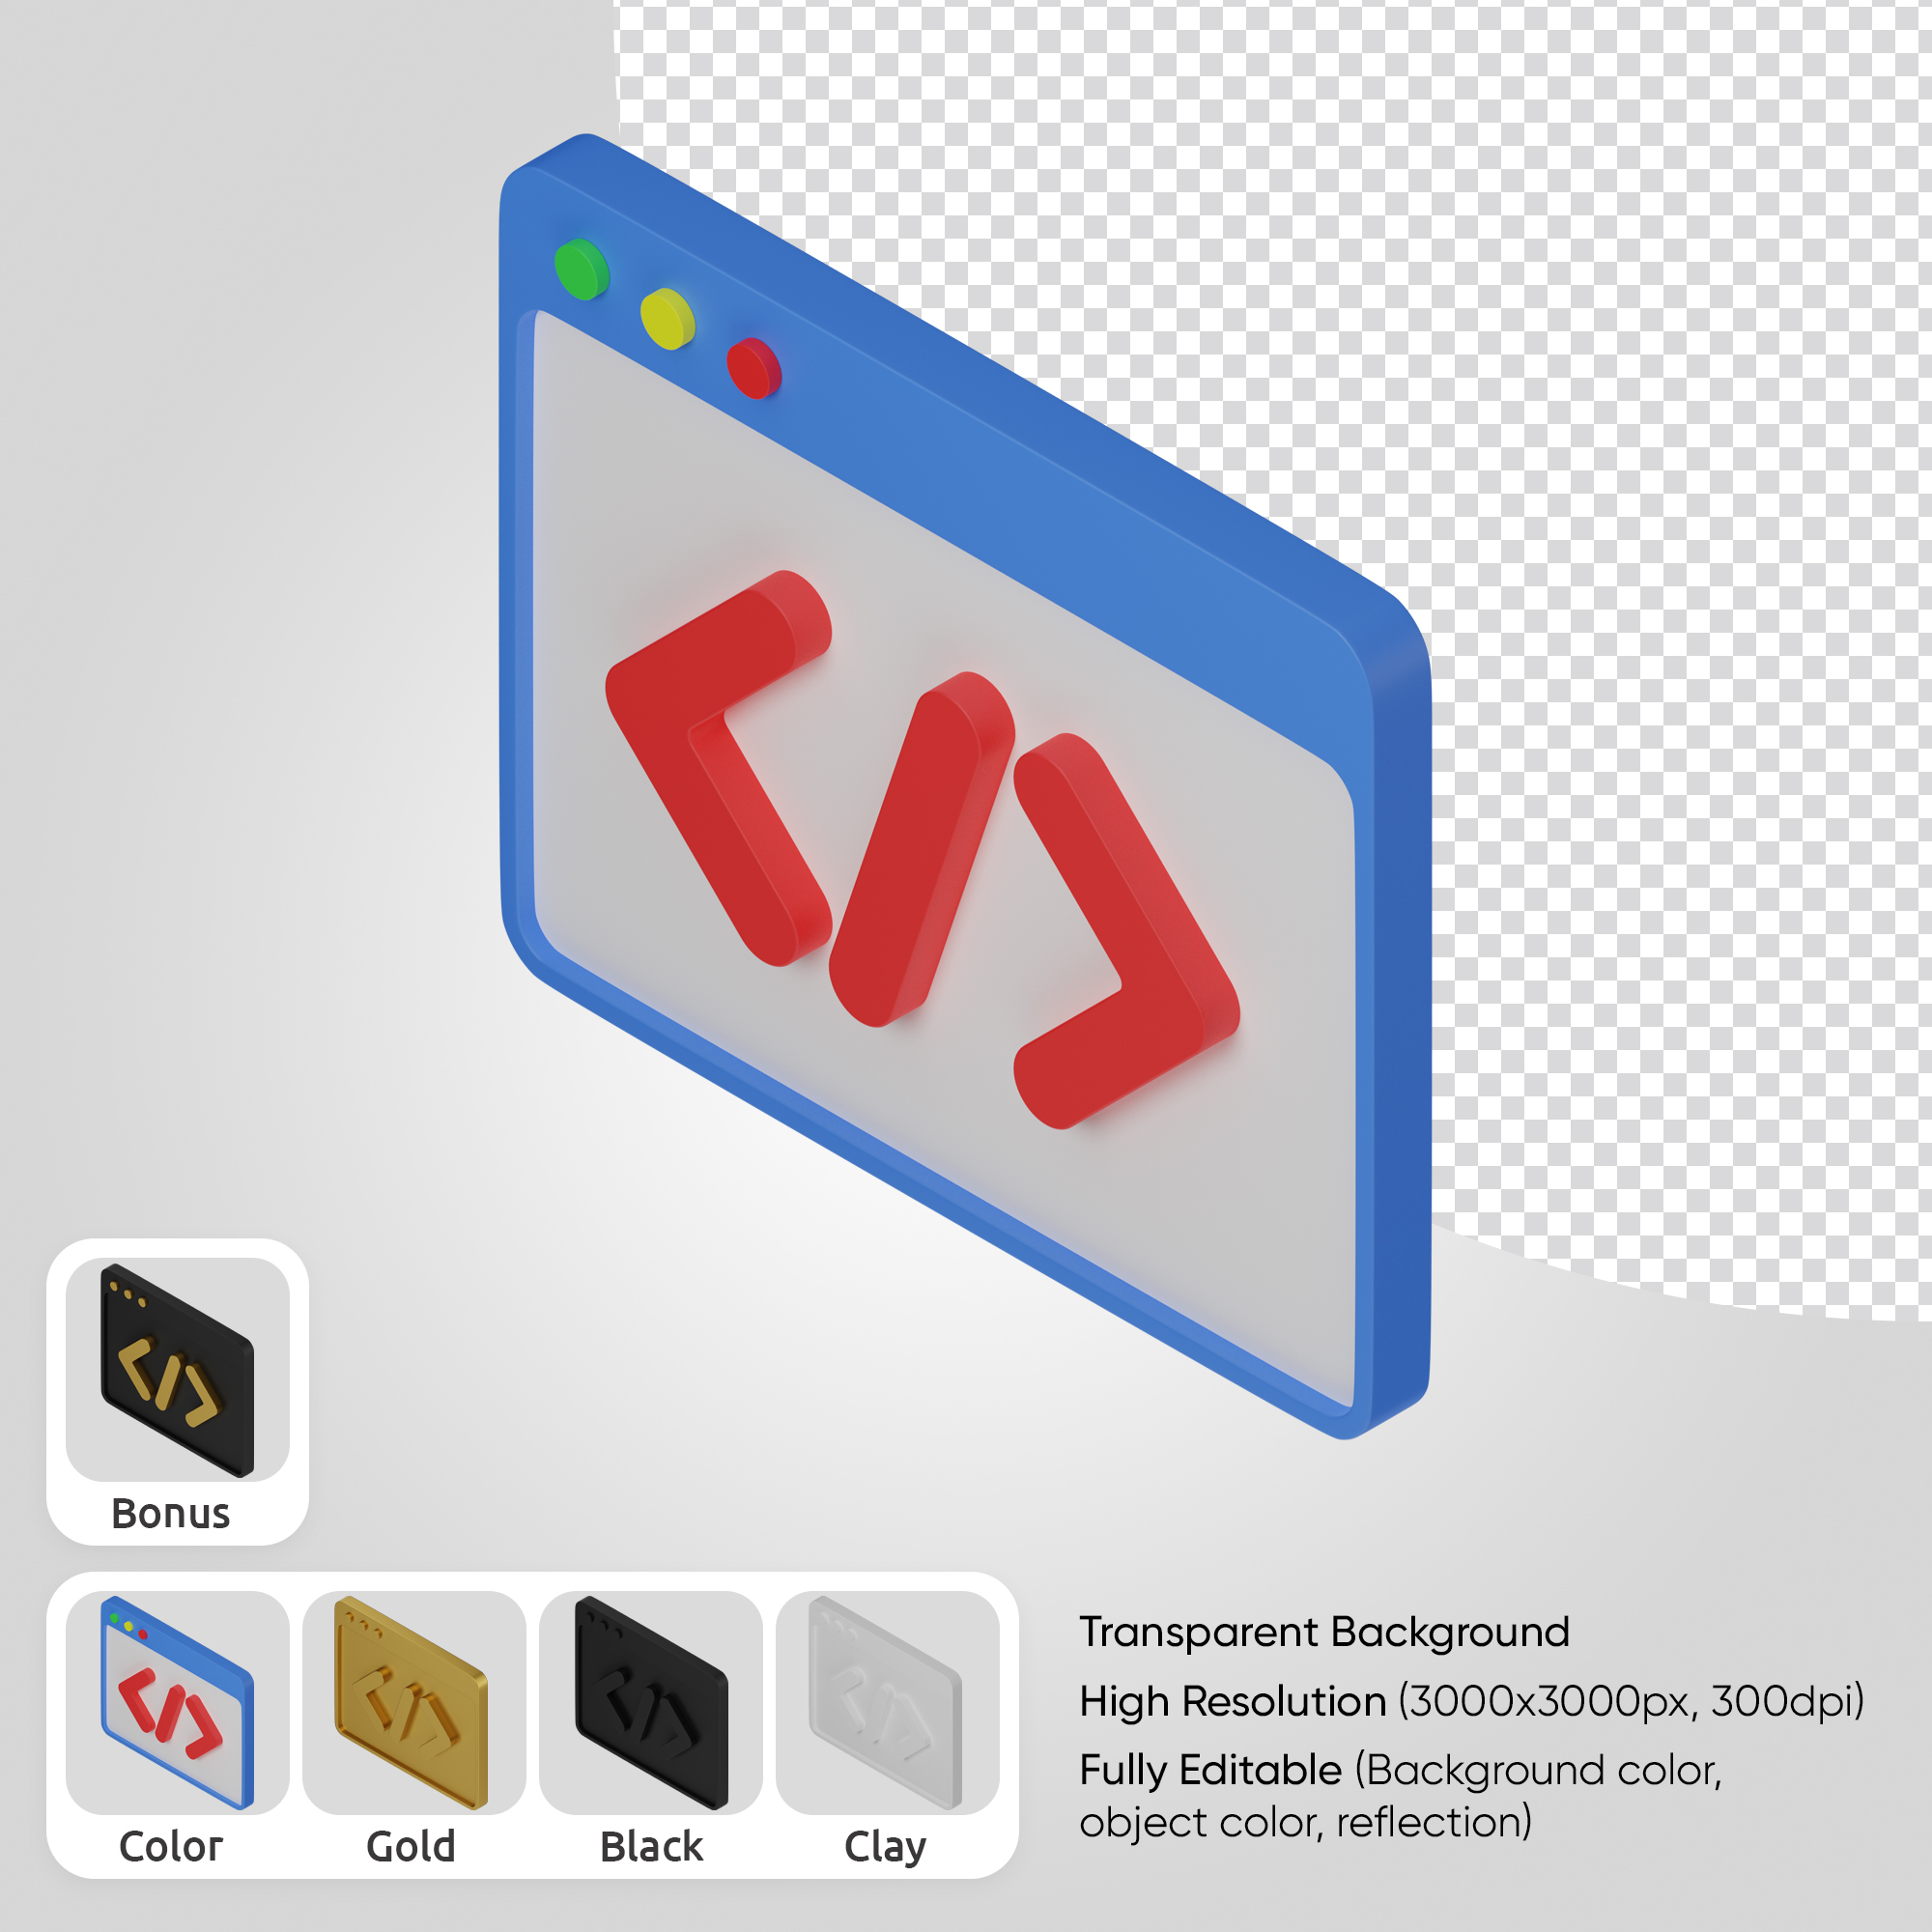 </>
Bonus
Color Gold Black Clay
Transparent Background
High Resolution (3000x3000px, 300dpi)
Fully Editable (Background color,
object color, reflection)